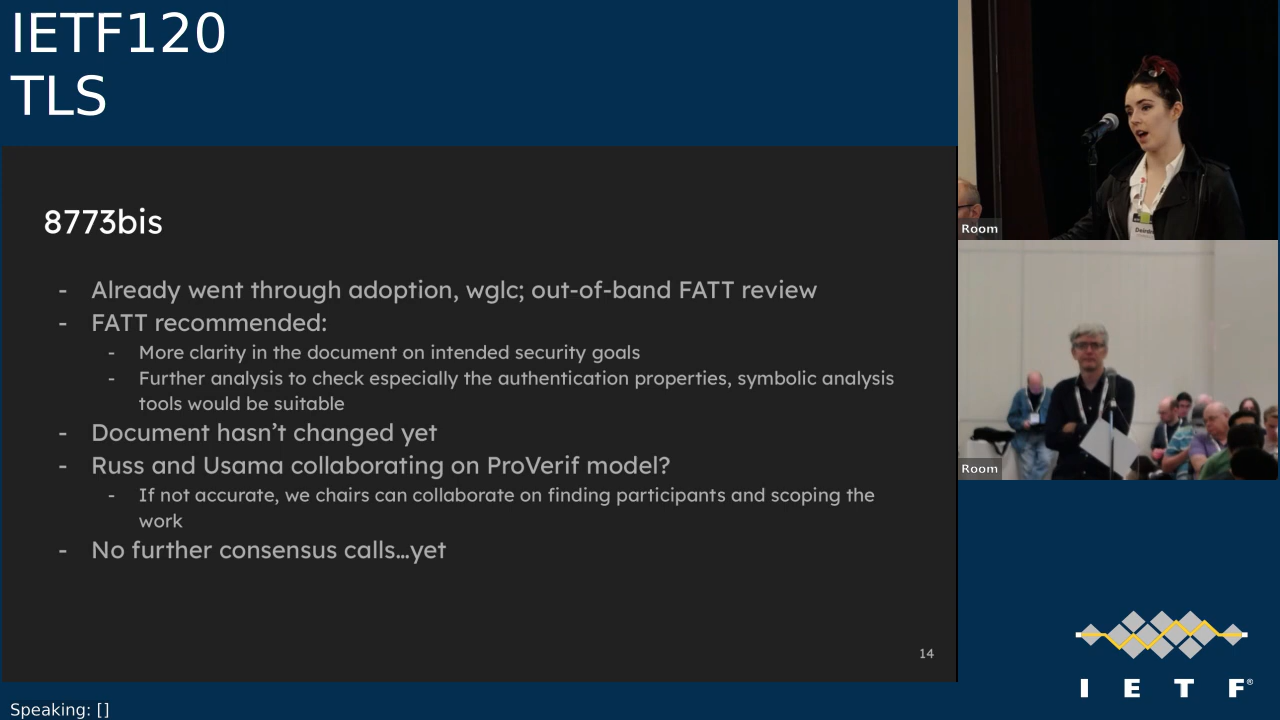 IETF120
TLS
8773bis
- Already went through adoption, wglc; out-of-band FATT review
- FATT recommended:
- More clarity in the document on intended security goals
- Further analysis to check especially the authentication properties, symbolic analysis
tools would be suitable
- Document hasn’t changed yet
- Russ and Usama collaborating on ProVerif model?
- If not accurate, we chairs can collaborate on finding participants and scoping the
work
- No further consensus calls…yet
14
Room
Room
I E T F®
Speaking: []